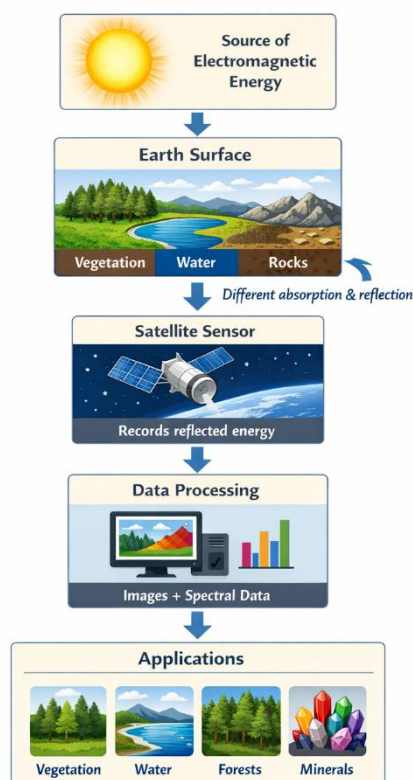 Source of
Electromagnetic
Energy
Earth Surface
Vegetation Water Rocks
Different absorption & reflection
Satellite Sensor
Records reflected energy
Data Processing
Images + Spectral Data
Applications
Vegetation Water Forests Minerals